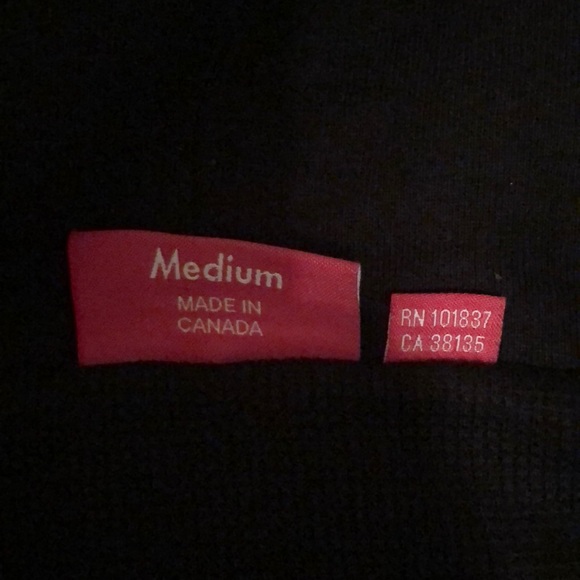 Medium
MADE IN
CANADA
RN 101837
CA 38135